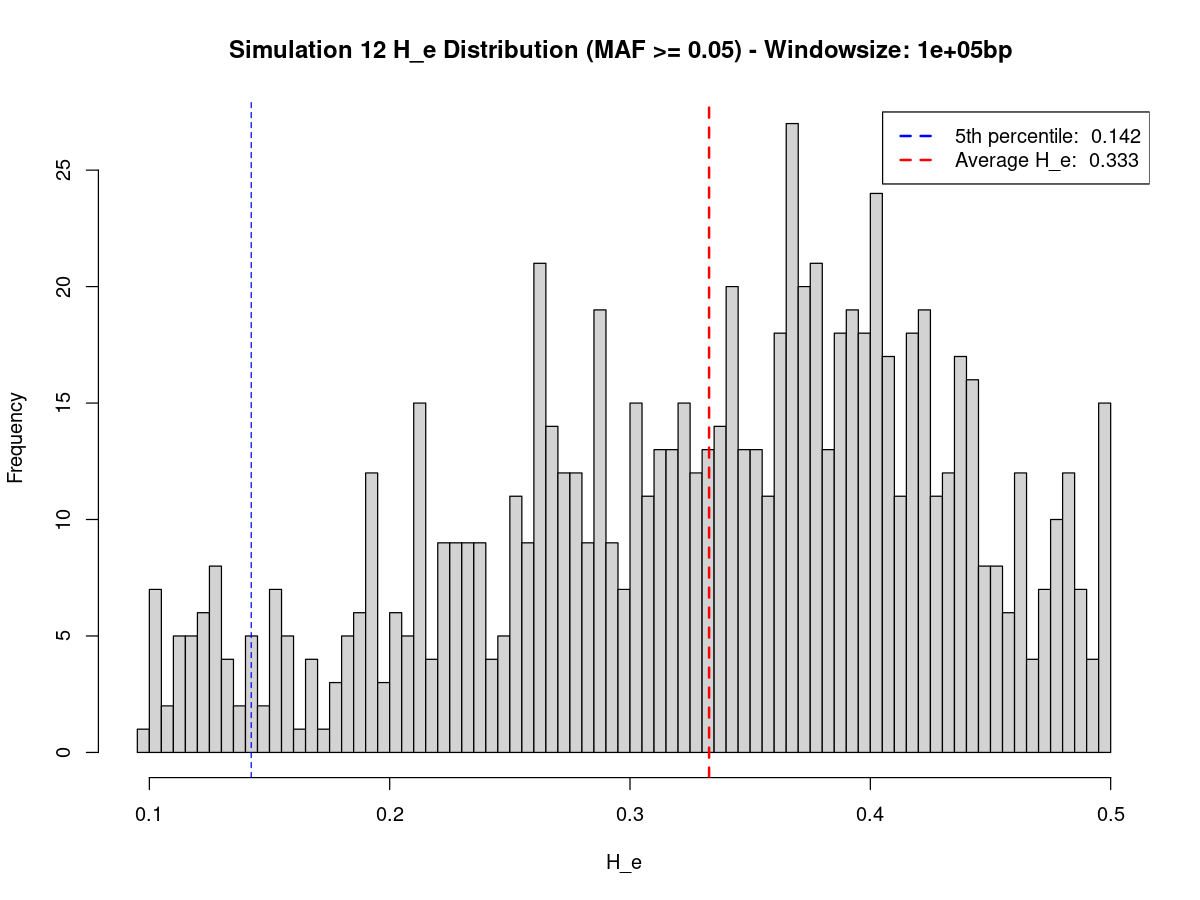 Simulation 12 H_e Distribution (MAF >= 0.05) - Windowsize: 1e+05bp
5th percentile: 0.142
Average H_e: 0.333
Frequency
25
20
15
10
5
0
0.1 0.2 0.3 0.4 0.5
H_e